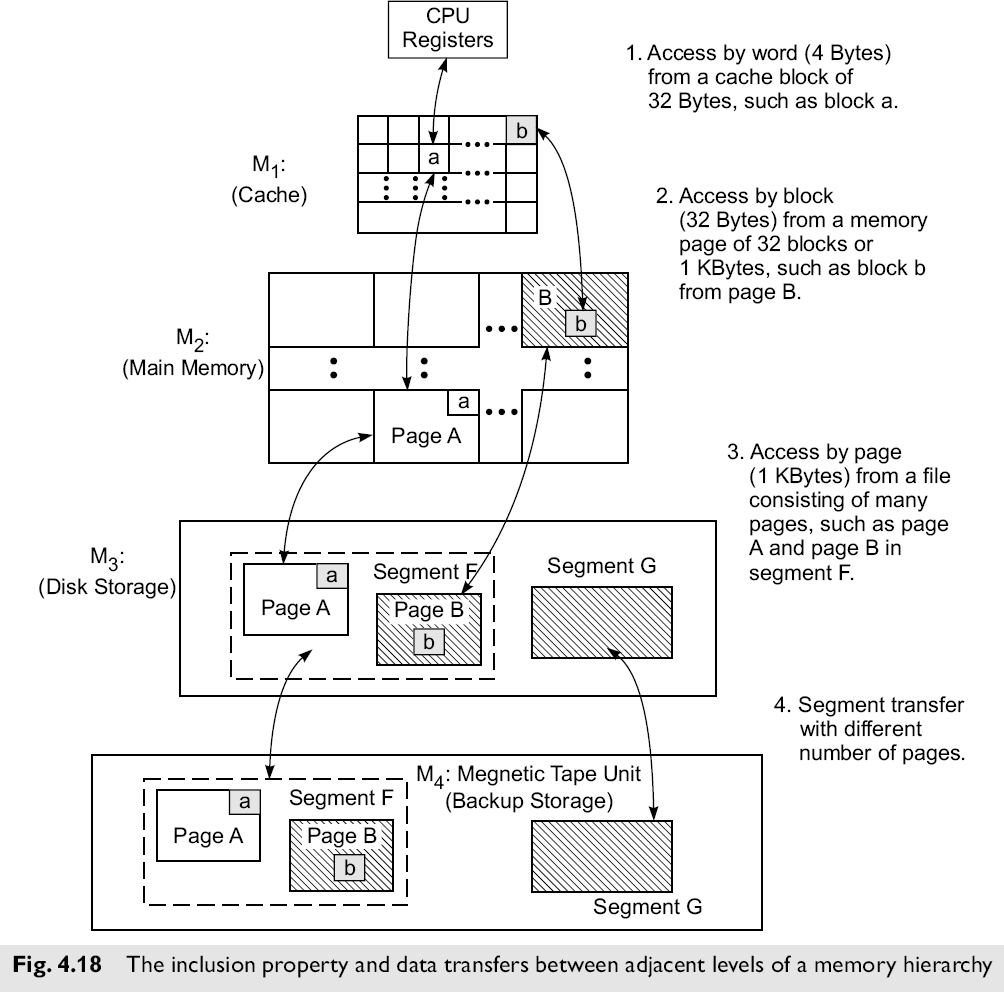 CPU
Registers
1. Access by word (4 Bytes)
from a cache block of
32 Bytes, such as block a.
b
a
M1:
(Cache)
2. Access by block
(32 Bytes) from a memory
page of 32 blocks or
1 KBytes, such as block b
from page B.
B
b
M2:
(Main Memory)
a
Page A
3. Access by page
(1 KBytes) from a file
consisting of many
pages, such as page
A and page B in
segment F.
M3:
(Disk Storage)
a
Page A
Segment F
Page B
b
Segment G
4. Segment transfer
with different
number of pages.
M4: Megnetic Tape Unit
(Backup Storage)
a
Page A
Segment F
Page B
b
Segment G
Fig. 4.18 The inclusion property and data transfers between adjacent levels of a memory hierarchy